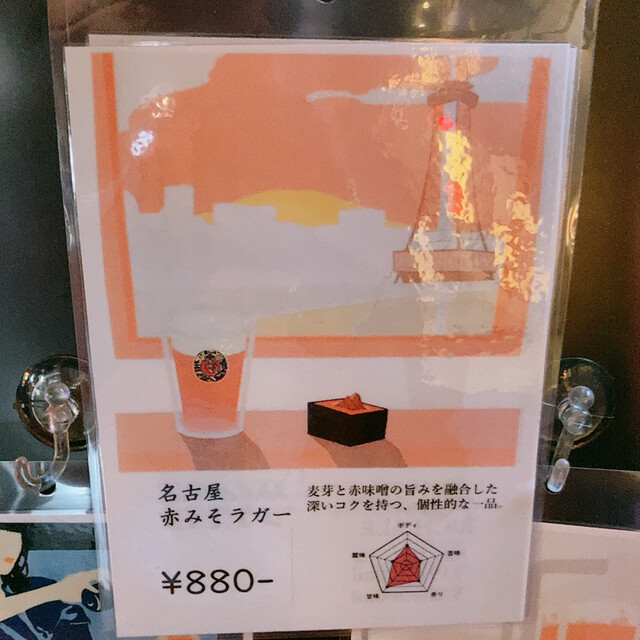 名古屋
赤みそラガー
¥880-
麦芽と赤味噌の旨みを融合した
深いコクを持つ、個性的な一品。
ボディ
酸味
苦味
甘味
香り